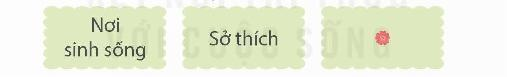 Nơi
sinh sống
Sở thích